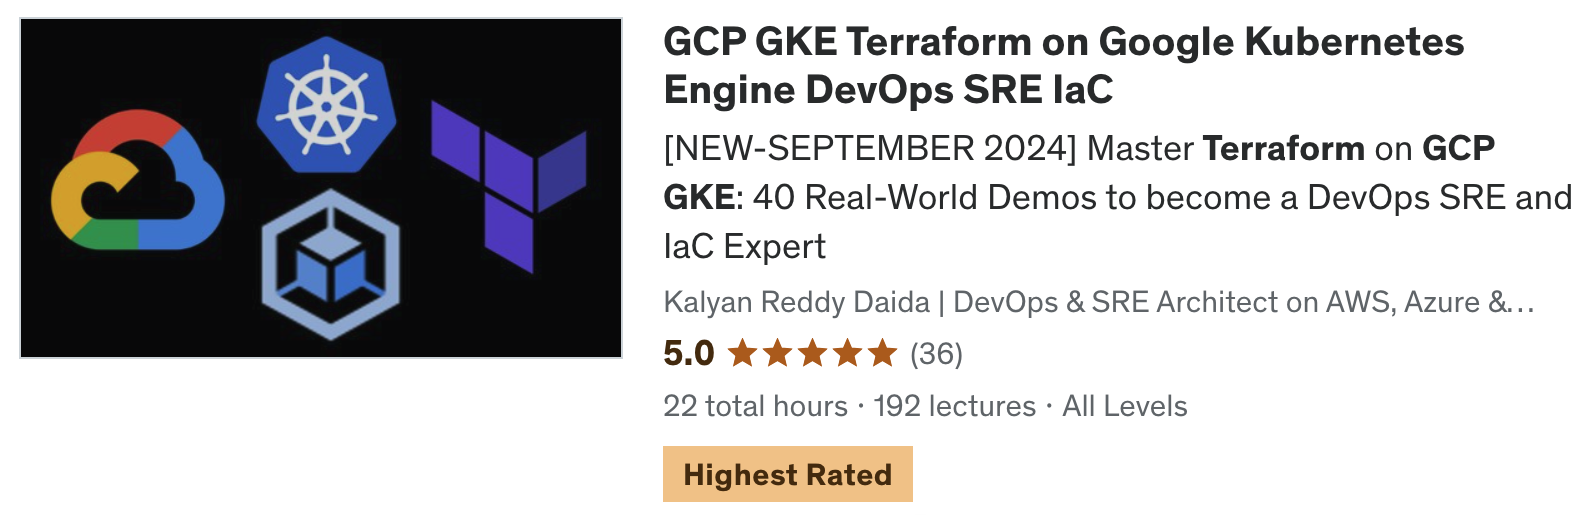 GCP GKE Terraform on Google Kubernetes
Engine DevOps SRE IaC
[NEW-SEPTEMBER 2024] Master Terraform on GCP
GKE: 40 Real-World Demos to become a DevOps SRE and
IaC Expert
Kalyan Reddy Daida | DevOps & SRE Architect on AWS, Azure &...
5.0 (36)
22 total hours · 192 lectures · All Levels
Highest Rated